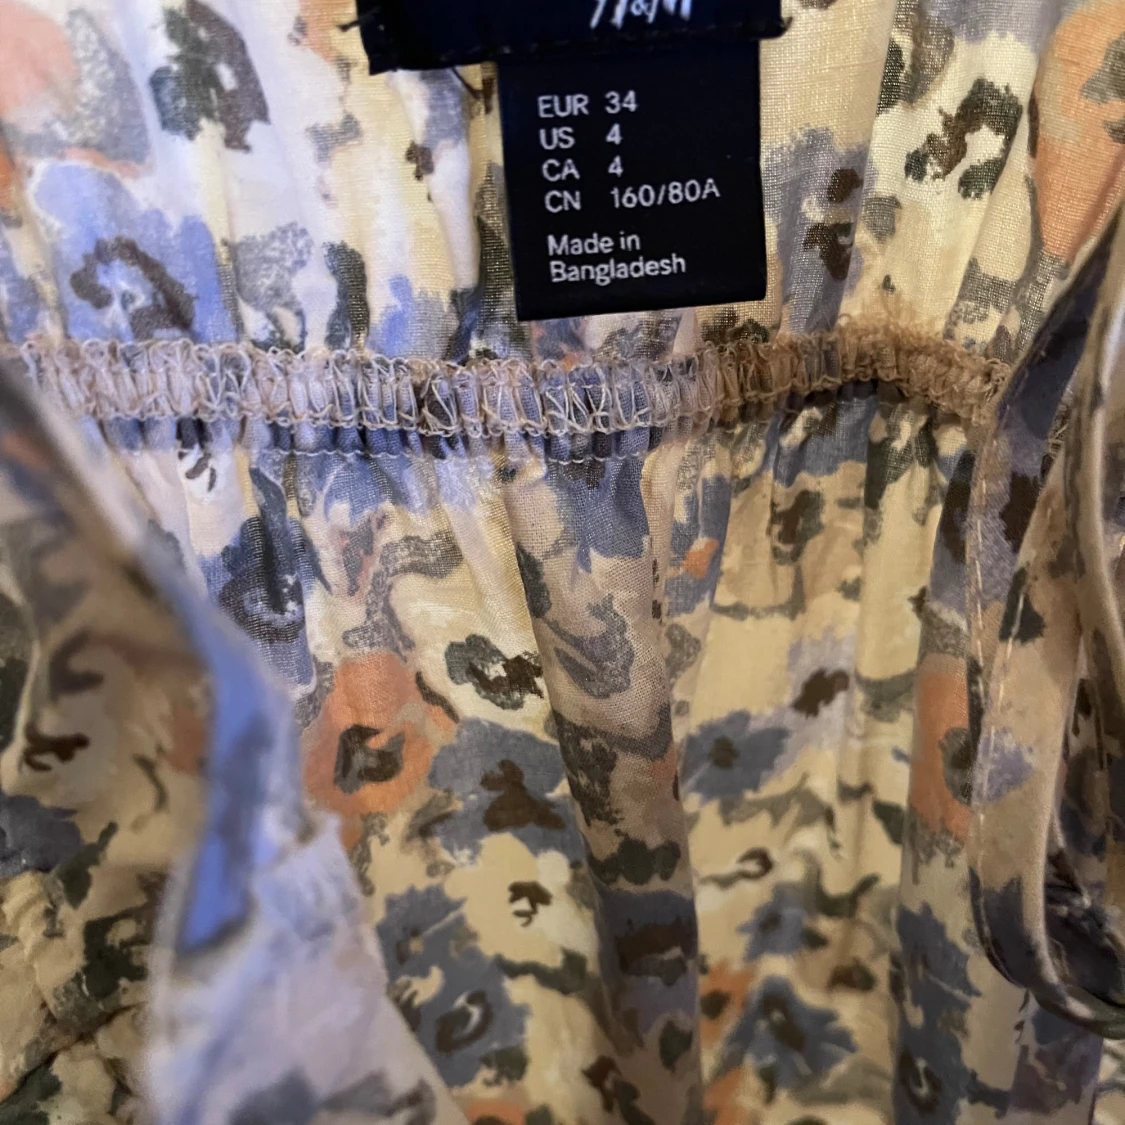 H&M
EUR 34
US 4
CA 4
CN 160/80A
Made in
Bangladesh